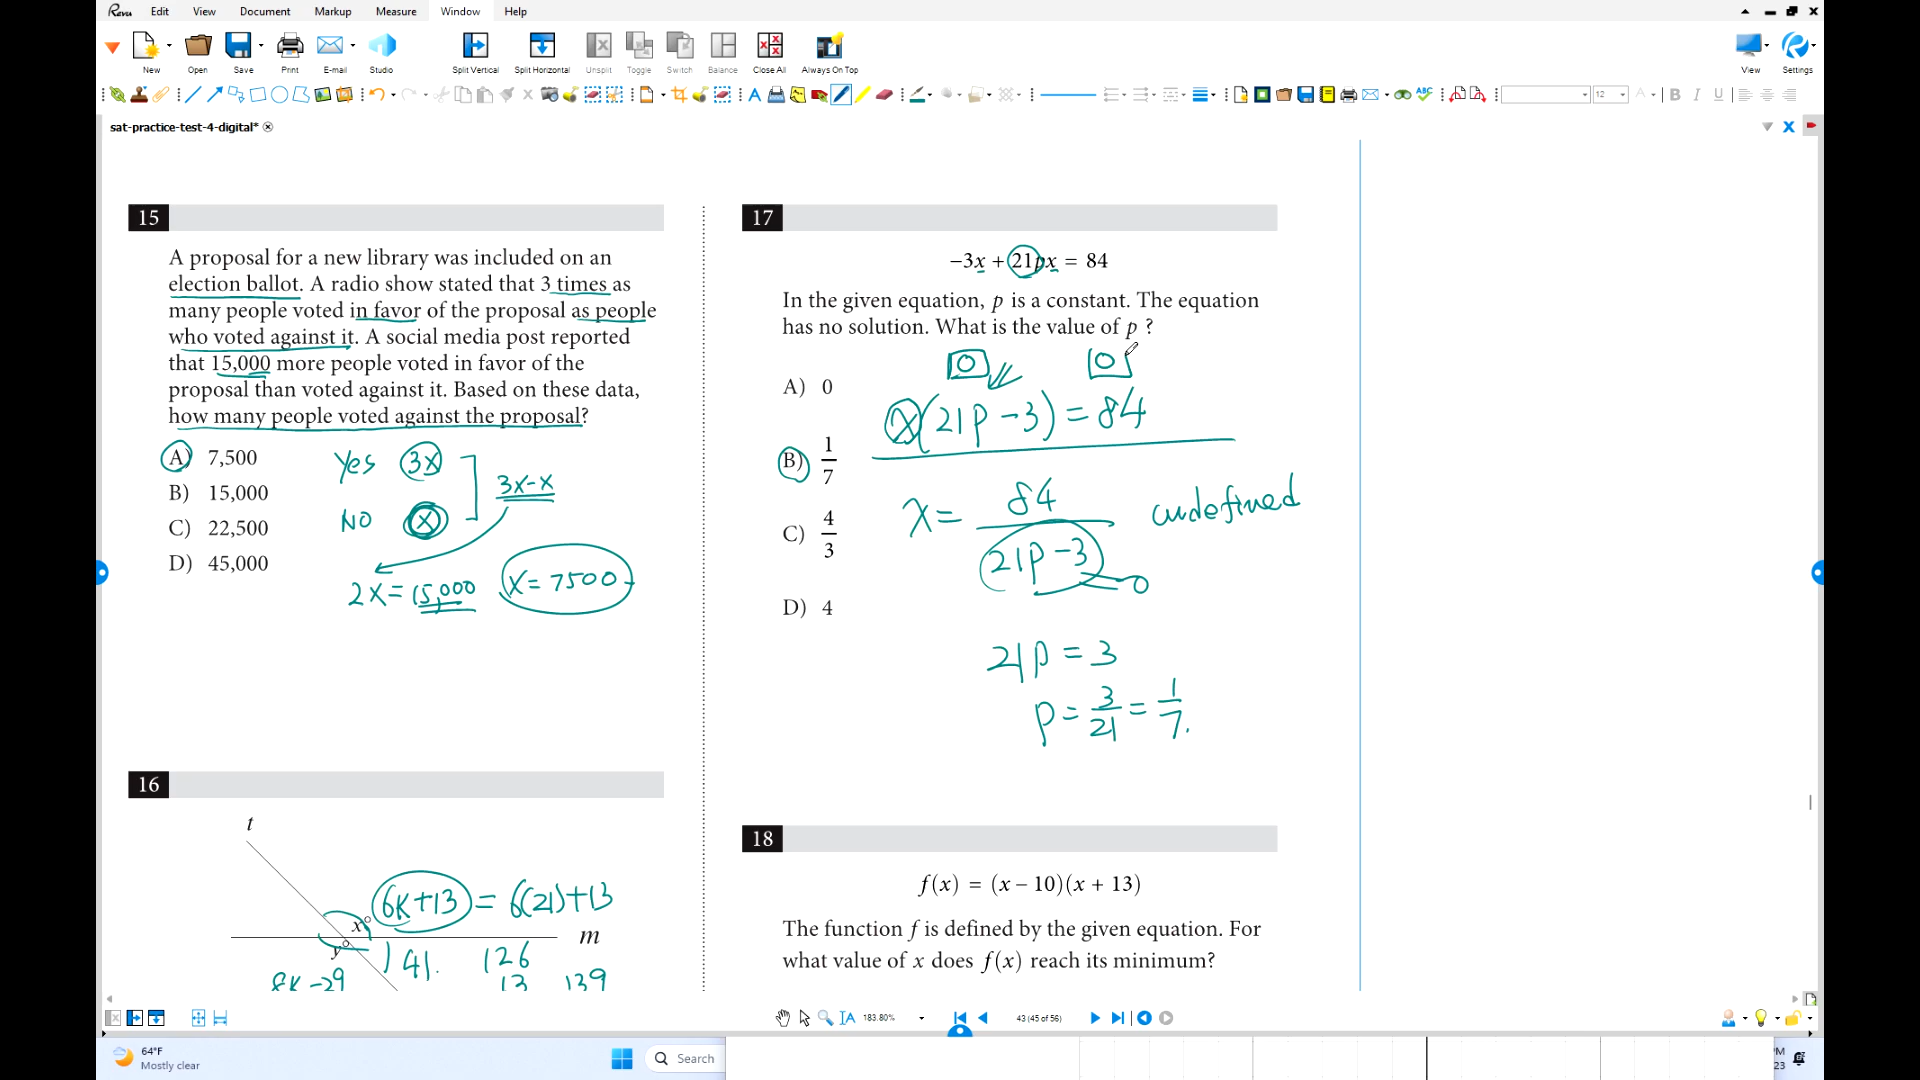 Revu Edit View Document Markup Measure Window Help
New Open Save Print E-mail Studio Split Vertical Split Horizontal Unsplit Toggle Switch Balance Close All Always On Top View Settings
12
sat-practice-test-4-digital*
15
A proposal for a new library was included on an
election ballot. A radio show stated that 3 times as
many people voted in favor of the proposal as people
who voted against it. A social media post reported
that 15,000 more people voted in favor of the
proposal than voted against it. Based on these data,
how many people voted against the proposal?
A) 7,500
B) 15,000
C) 22,500
D) 45,000
Yes 3x
3x-x
NO x
2x = 15,000 x = 7500
16
t
6k+13 = 6(21)+13
x°
m
y°
141. 126
8k-29 13 139
17
−3x + 21px = 84
In the given equation, p is a constant. The equation
has no solution. What is the value of p ?
0 0
A) 0
x(21p-3) = 84
B) 1/7
x = 84/(21p-3) undefined
0
C) 4/3
D) 4
21p = 3
p = 3/21 = 1/7.
18
f(x) = (x − 10)(x + 13)
The function f is defined by the given equation. For
what value of x does f(x) reach its minimum?
183.80% 43 (45 of 56)
64°F
Mostly clear
Search
PM
23